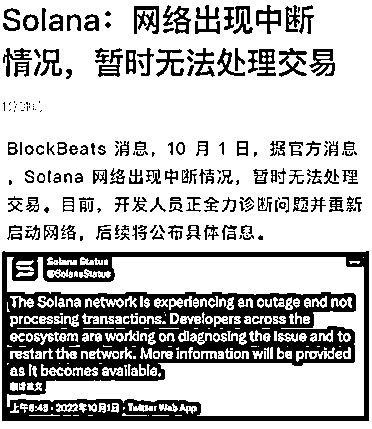 Solana：网络出现中断
情况，暂时无法处理交易
BlockBeats 消息，10 月 1 日，据官方消息
，Solana 网络出现中断情况，暂时无法处理
交易。目前，开发人员正全力诊断问题并重新
启动网络，后续将公布具体信息。
Solana Status
@SolanaStatus
The Solana network is experiencing an outage and not
processing transactions. Developers across the
ecosystem are working on diagnosing the issue and to
restart the network. More information will be provided
as it becomes available.
翻译推文
上午8:43 · 2022年10月1日 · Twitter Web App